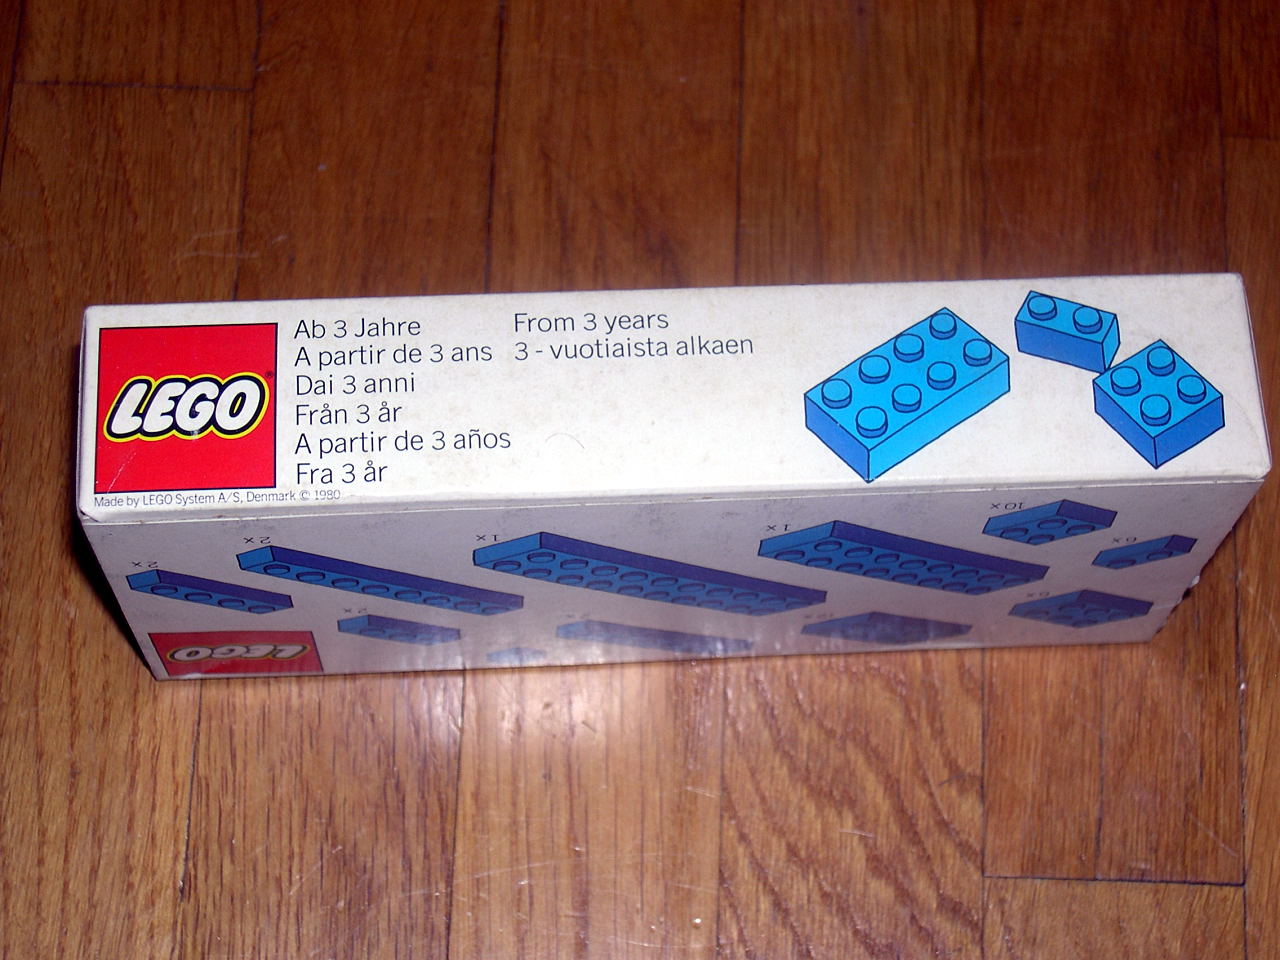 LEGO®
Ab 3 Jahre
A partir de 3 ans
Dai 3 anni
Från 3 år
A partir de 3 años
Fra 3 år
From 3 years
3 - vuotiaista alkaen
Made by LEGO System A/S, Denmark © 1980
2x
2x
1x
1x
10x
6x
2x
LEGO